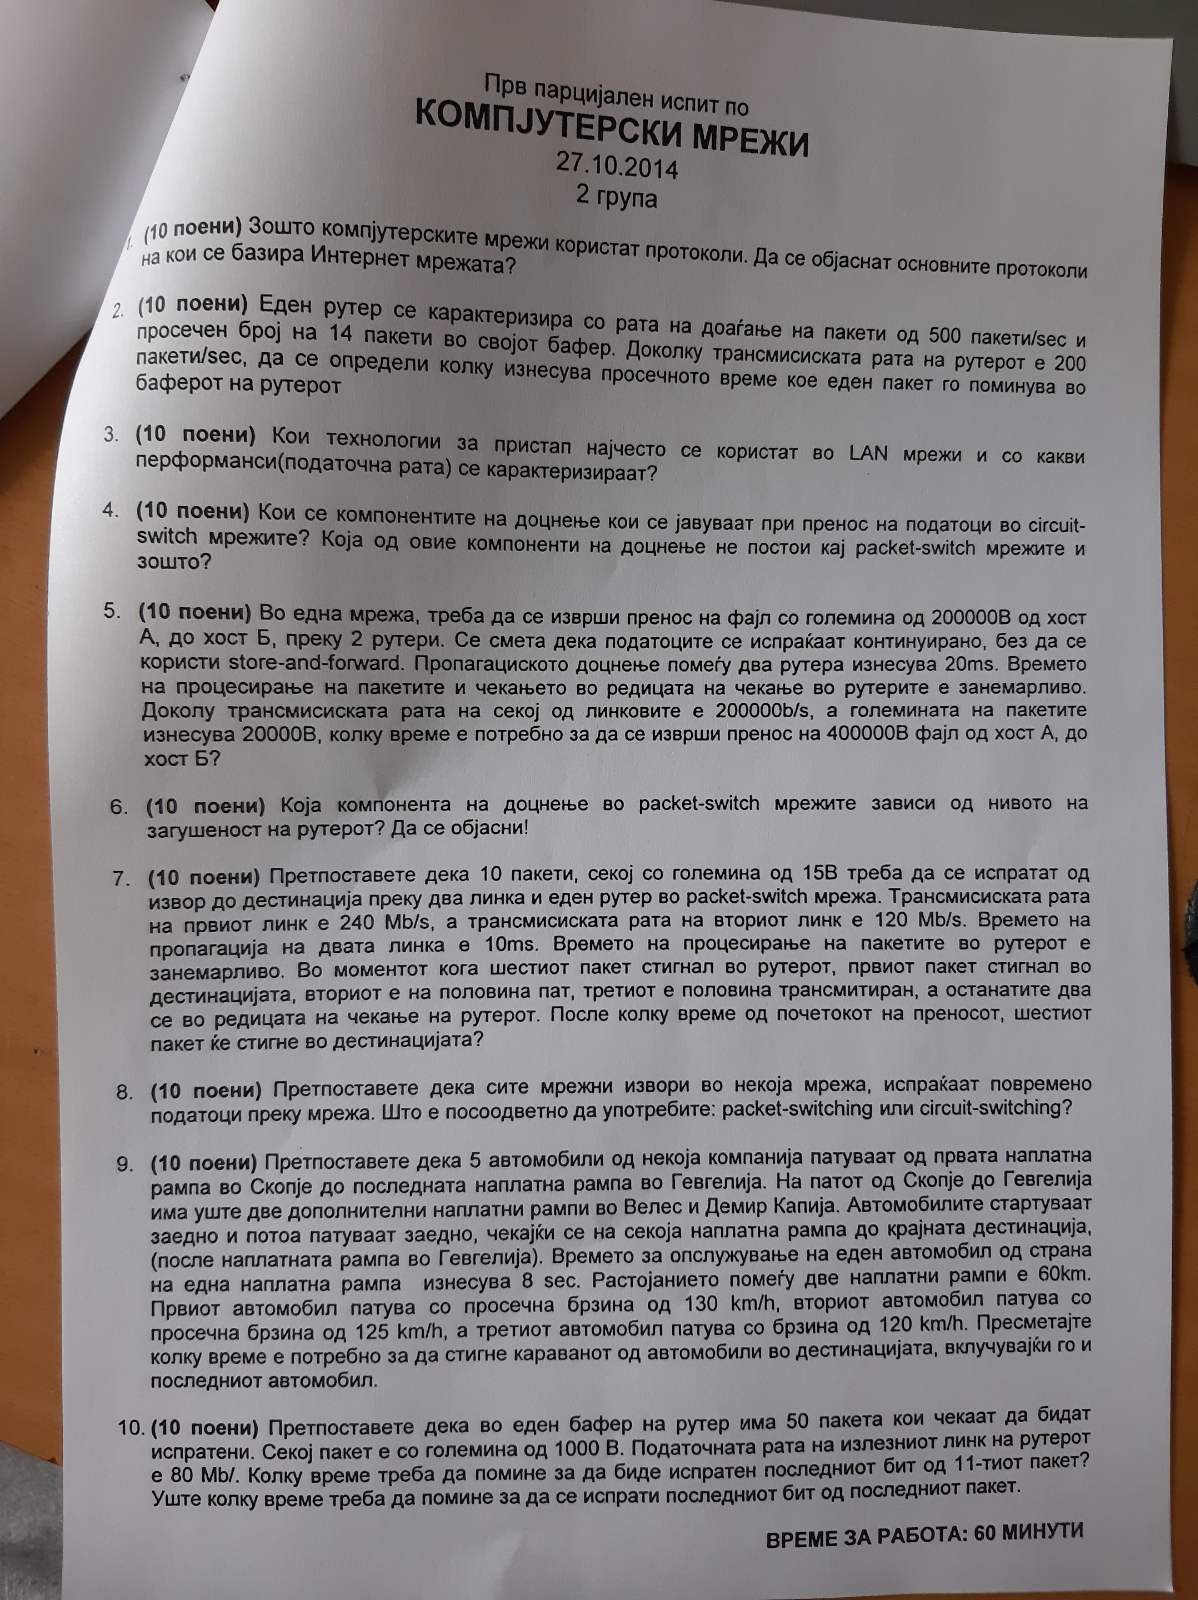 Прв парцијален испит по
КОМПЈУТЕРСКИ МРЕЖИ
27.10.2014
2 група
1. (10 поени) Зошто компјутерските мрежи користат протоколи. Да се објаснат основните протоколи
на кои се базира Интернет мрежата?
2. (10 поени) Еден рутер се карактеризира со рата на доаѓање на пакети од 500 пакети/sec и
просечен број на 14 пакети во својот бафер. Доколку трансмисиската рата на рутерот е 200
пакети/sec, да се определи колку изнесува просечното време кое еден пакет го поминува во
баферот на рутерот
3. (10 поени) Кои технологии за пристап најчесто се користат во LAN мрежи и со какви
перформанси(податочна рата) се карактеризираат?
4. (10 поени) Кои се компонентите на доцнење кои се јавуваат при пренос на податоци во circuit-
switch мрежите? Која од овие компоненти на доцнење не постои кај packet-switch мрежите и
зошто?
5. (10 поени) Во една мрежа, треба да се изврши пренос на фајл со големина од 200000B од хост
А, до хост Б, преку 2 рутери. Се смета дека податоците се испраќаат континуирано, без да се
користи store-and-forward. Пропагациското доцнење помеѓу два рутера изнесува 20ms. Времето
на процесирање на пакетите и чекањето во редицата на чекање во рутерите е занемарливо.
Доколу трансмисиската рата на секој од линковите е 200000b/s, а големината на пакетите
изнесува 20000B, колку време е потребно за да се изврши пренос на 400000B фајл од хост А, до
хост Б?
6. (10 поени) Која компонента на доцнење во packet-switch мрежите зависи од нивото на
загушеност на рутерот? Да се објасни!
7. (10 поени) Претпоставете дека 10 пакети, секој со големина од 15B треба да се испратат од
извор до дестинација преку два линка и еден рутер во packet-switch мрежа. Трансмисиската рата
на првиот линк е 240 Mb/s, а трансмисиската рата на вториот линк е 120 Mb/s. Времето на
пропагација на двата линка е 10ms. Времето на процесирање на пакетите во рутерот е
занемарливо. Во моментот кога шестиот пакет стигнал во рутерот, првиот пакет стигнал во
дестинацијата, вториот е на половина пат, третиот е половина трансмитиран, а останатите два
се во редицата на чекање на рутерот. После колку време од почетокот на преносот, шестиот
пакет ќе стигне во дестинацијата?
8. (10 поени) Претпоставете дека сите мрежни извори во некоја мрежа, испраќаат повремено
податоци преку мрежа. Што е посоодветно да употребите: packet-switching или circuit-switching?
9. (10 поени) Претпоставете дека 5 автомобили од некоја компанија патуваат од првата наплатна
рампа во Скопје до последната наплатна рампа во Гевгелија. На патот од Скопје до Гевгелија
има уште две дополнителни наплатни рампи во Велес и Демир Капија. Автомобилите стартуваат
заедно и потоа патуваат заедно, чекајќи се на секоја наплатна рампа до крајната дестинација,
(после наплатната рампа во Гевгелија). Времето за опслужување на еден автомобил од страна
на една наплатна рампа изнесува 8 sec. Растојанието помеѓу две наплатни рампи е 60km.
Првиот автомобил патува со просечна брзина од 130 km/h, вториот автомобил патува со
просечна брзина од 125 km/h, а третиот автомобил патува со брзина од 120 km/h. Пресметајте
колку време е потребно за да стигне караванот од автомобили во дестинацијата, вклучувајќи го и
последниот автомобил.
10. (10 поени) Претпоставете дека во еден бафер на рутер има 50 пакета кои чекаат да бидат
испратени. Секој пакет е со големина од 1000 B. Податочната рата на излезниот линк на рутерот
е 80 Mb/. Колку време треба да помине за да биде испратен последниот бит од 11-тиот пакет?
Уште колку време треба да помине за да се испрати последниот бит од последниот пакет.
ВРЕМЕ ЗА РАБОТА: 60 МИНУТИ